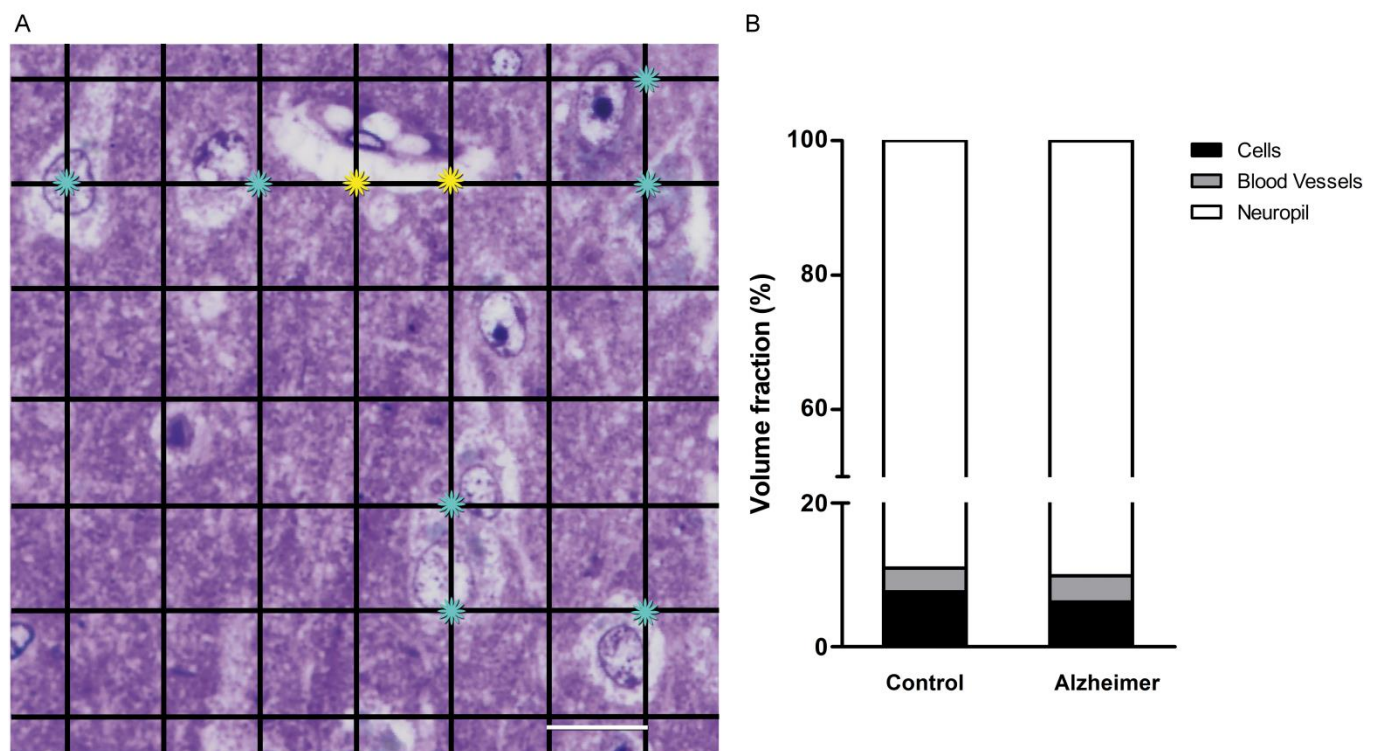 A
B
100
80
60
20
0
Volume fraction (%)
Control
Alzheimer
Cells
Blood Vessels
Neuropil